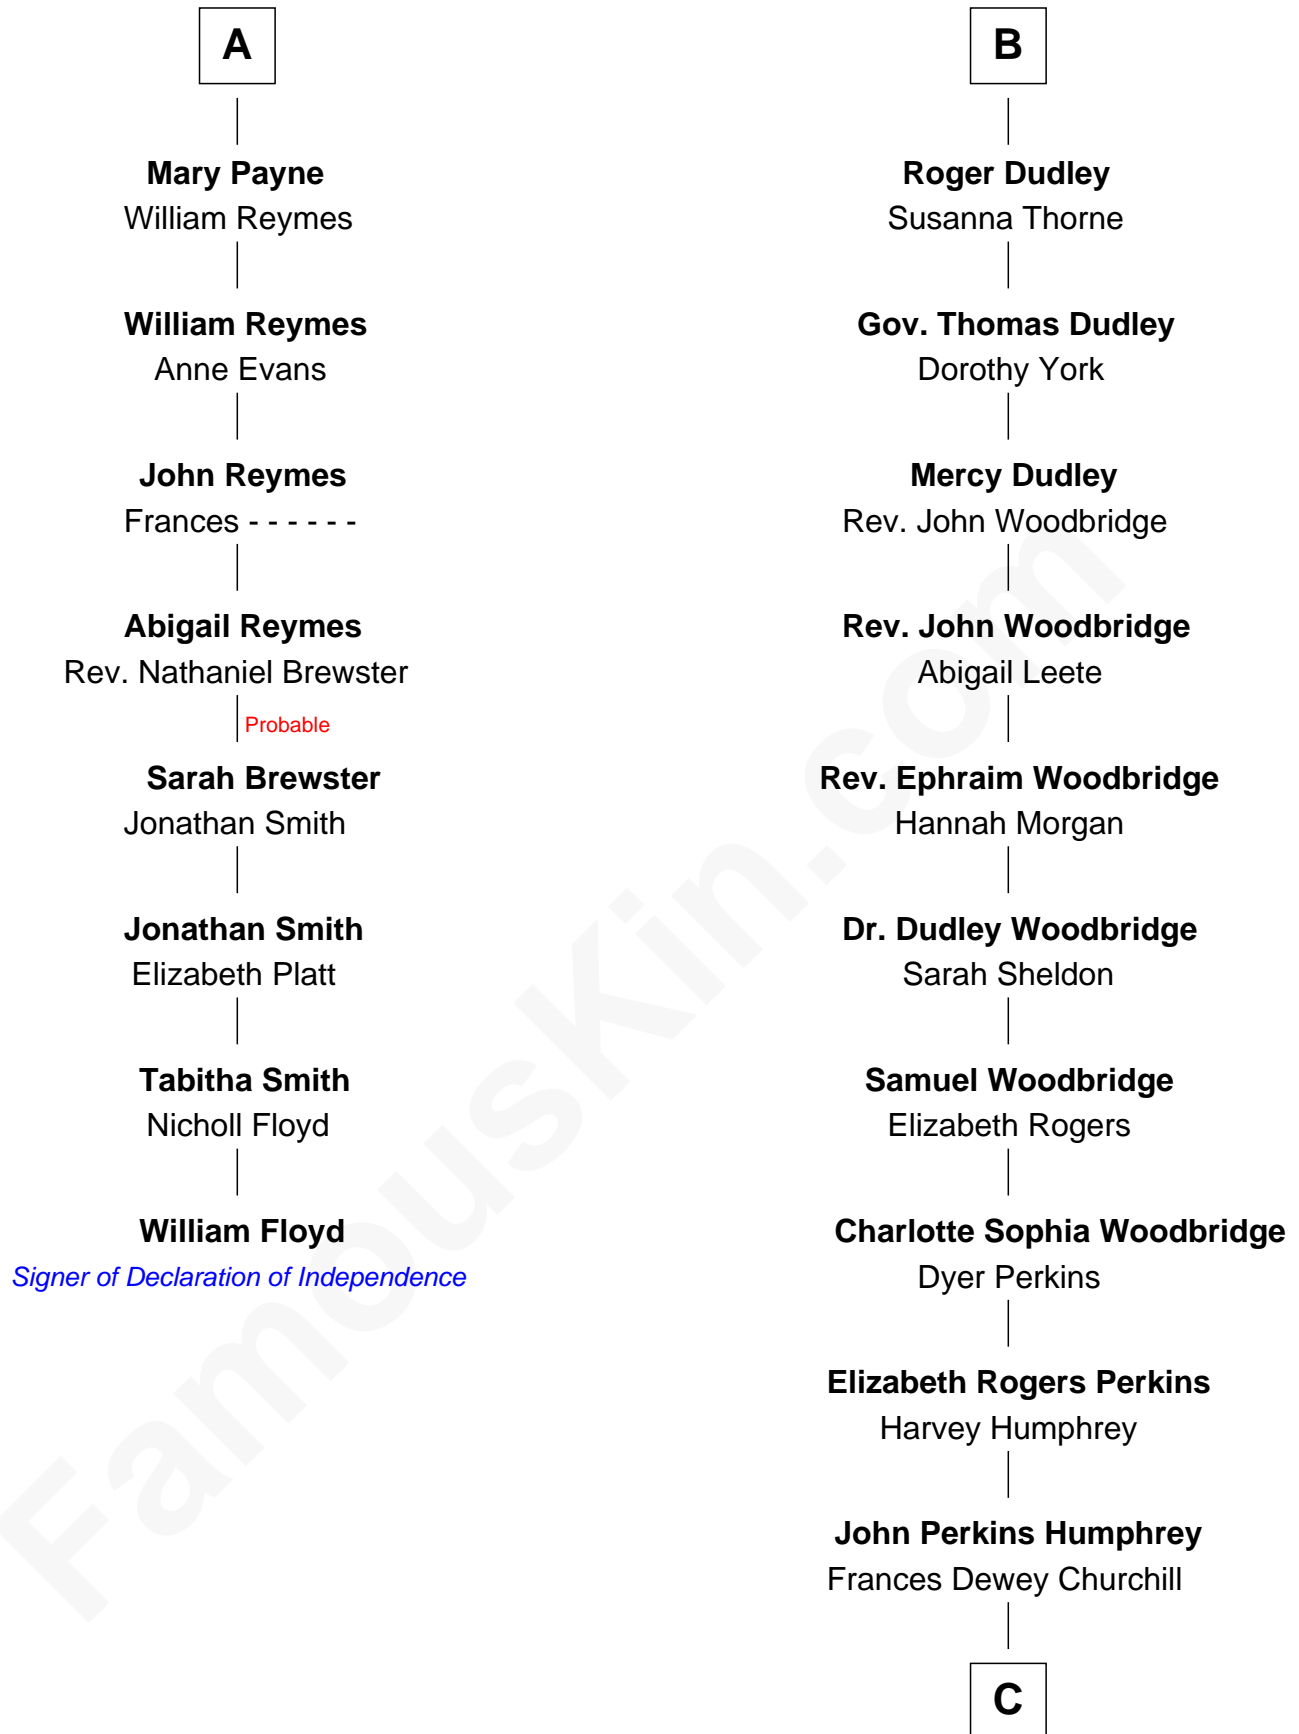 A
Mary Payne
William Reymes
William Reymes
Anne Evans
John Reymes
Frances - - - - - -
Abigail Reymes
Rev. Nathaniel Brewster
Probable
Sarah Brewster
Jonathan Smith
Jonathan Smith
Elizabeth Platt
Tabitha Smith
Nicholl Floyd
William Floyd
Signer of Declaration of Independence
B
Roger Dudley
Susanna Thorne
Gov. Thomas Dudley
Dorothy York
Mercy Dudley
Rev. John Woodbridge
Rev. John Woodbridge
Abigail Leete
Rev. Ephraim Woodbridge
Hannah Morgan
Dr. Dudley Woodbridge
Sarah Sheldon
Samuel Woodbridge
Elizabeth Rogers
Charlotte Sophia Woodbridge
Dyer Perkins
Elizabeth Rogers Perkins
Harvey Humphrey
John Perkins Humphrey
Frances Dewey Churchill
C
FamousKin.com